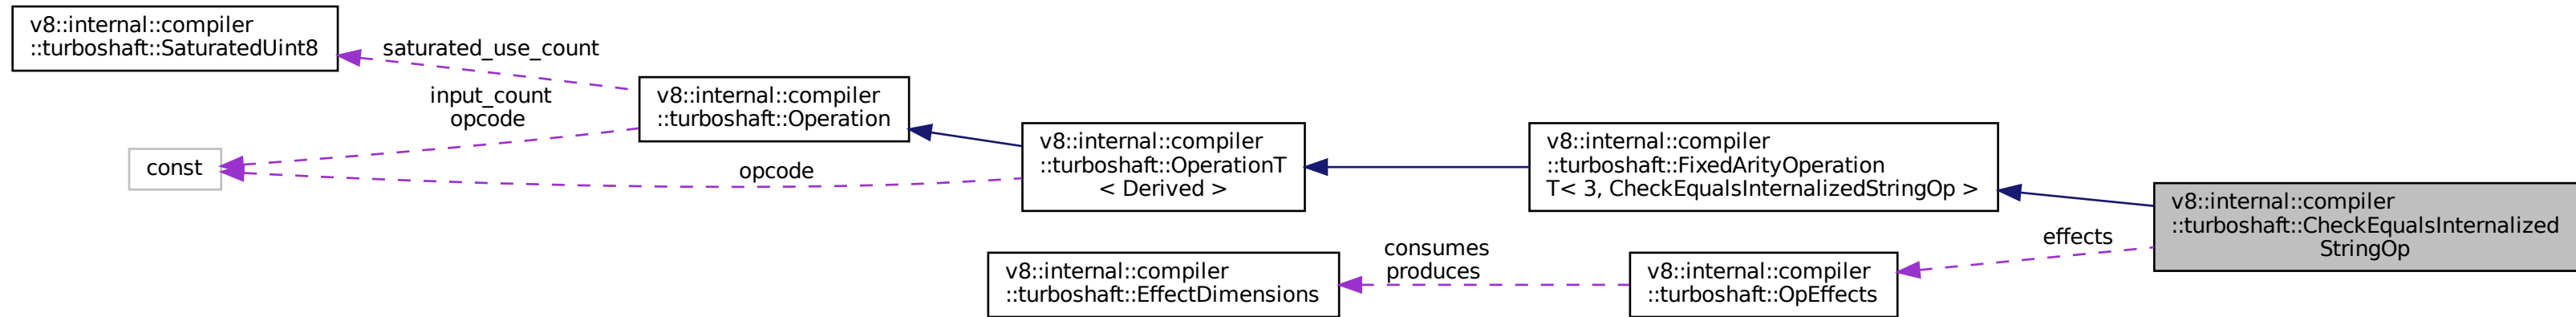 v8::internal::compiler
::turboshaft::SaturatedUint8
saturated_use_count
input_count
opcode
const
v8::internal::compiler
::turboshaft::Operation
opcode
v8::internal::compiler
::turboshaft::OperationT
< Derived >
v8::internal::compiler
::turboshaft::FixedArityOperation
T< 3, CheckEqualsInternalizedStringOp >
v8::internal::compiler
::turboshaft::EffectDimensions
consumes
produces
v8::internal::compiler
::turboshaft::OpEffects
effects
v8::internal::compiler
::turboshaft::CheckEqualsInternalized
StringOp